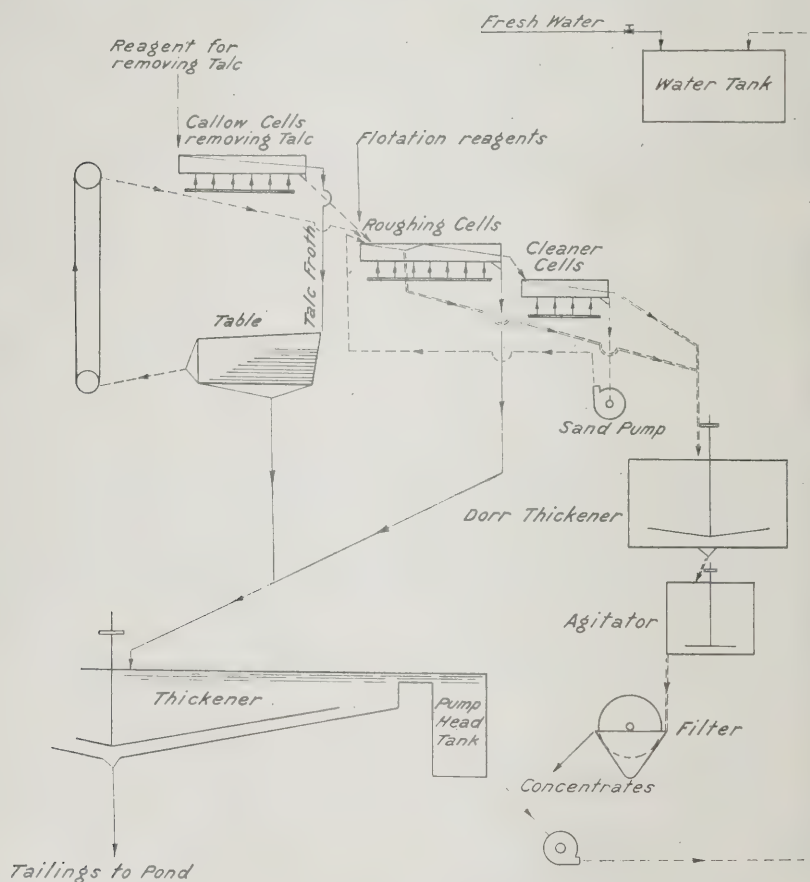 Fresh Water
Reagent for
removing Talc
Water Tank
Callow Cells
removing Talc
Flotation reagents
Roughing Cells
Cleaner
Cells
Talc Froth
Table
Sand Pump
Dorr Thickener
Agitator
Thickener
Pump
Head
Tank
Filter
Concentrates
Tailings to Pond